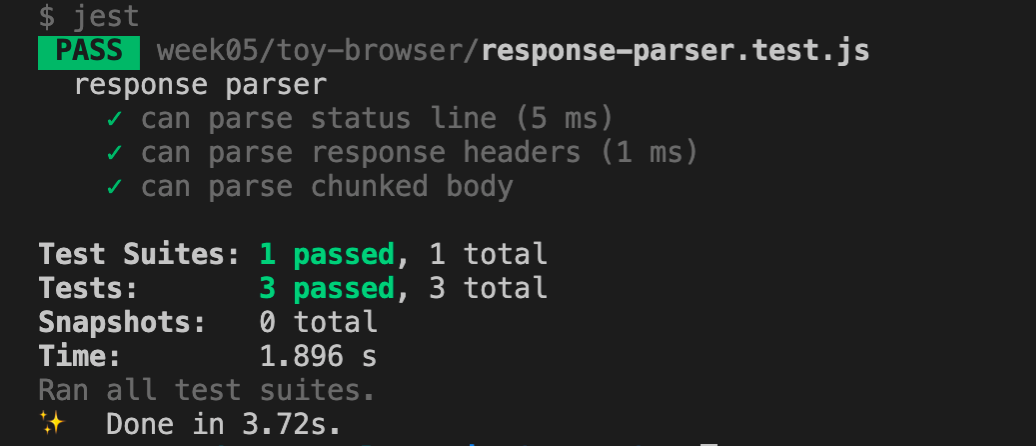 $ jest
PASS week05/toy-browser/response-parser.test.js
response parser
✓ can parse status line (5 ms)
✓ can parse response headers (1 ms)
✓ can parse chunked body
Test Suites: 1 passed, 1 total
Tests: 3 passed, 3 total
Snapshots: 0 total
Time: 1.896 s
Ran all test suites.
✨ Done in 3.72s.